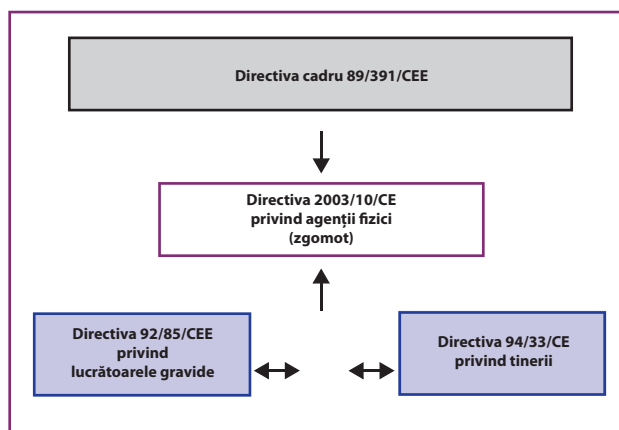 Directiva cadru 89/391/CEE
Directiva 2003/10/CE
privind agenții fizici
(zgomot)
Directiva 92/85/CEE
privind
lucrătoarele gravide
Directiva 94/33/CE
privind tinerii